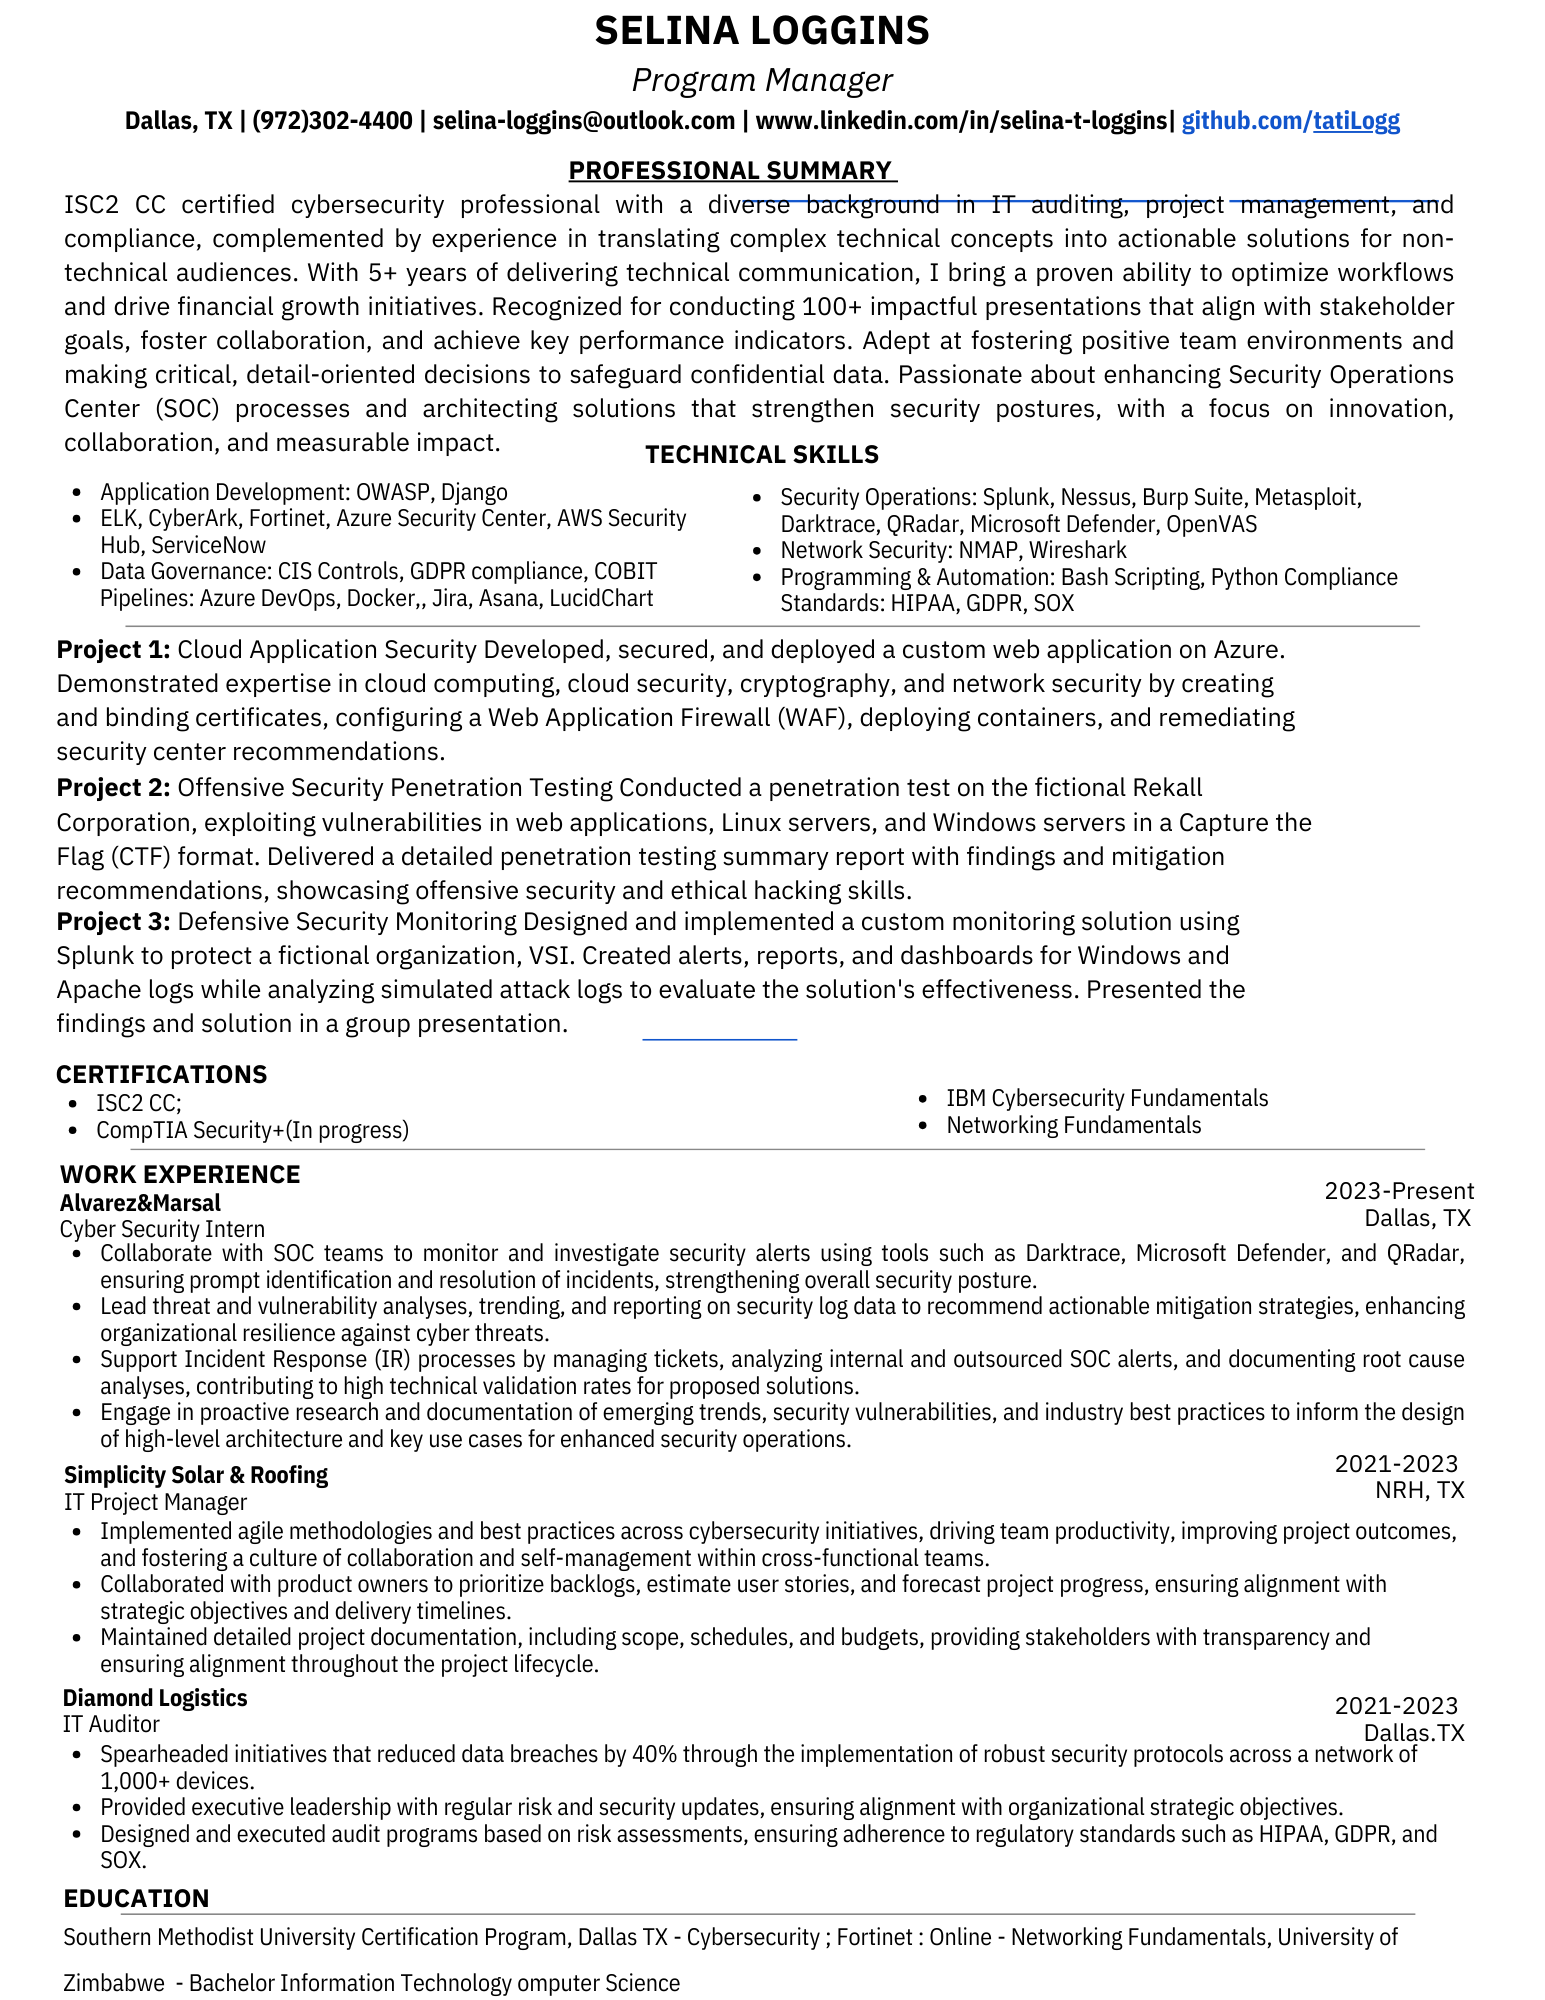 SELINA LOGGINS
Program Manager
Dallas, TX | (972)302-4400 | selina-loggins@outlook.com | www.linkedin.com/in/selina-t-loggins| github.com/tatiLogg
PROFESSIONAL SUMMARY
ISC2 CC certified cybersecurity professional with a diverse background in IT auditing, project management, and
compliance, complemented by experience in translating complex technical concepts into actionable solutions for non-
technical audiences. With 5+ years of delivering technical communication, I bring a proven ability to optimize workflows
and drive financial growth initiatives. Recognized for conducting 100+ impactful presentations that align with stakeholder
goals, foster collaboration, and achieve key performance indicators. Adept at fostering positive team environments and
making critical, detail-oriented decisions to safeguard confidential data. Passionate about enhancing Security Operations
Center (SOC) processes and architecting solutions that strengthen security postures, with a focus on innovation,
collaboration, and measurable impact.
TECHNICAL SKILLS
• Application Development: OWASP, Django
• ELK, CyberArk, Fortinet, Azure Security Center, AWS Security
Hub, ServiceNow
• Data Governance: CIS Controls, GDPR compliance, COBIT
Pipelines: Azure DevOps, Docker,, Jira, Asana, LucidChart
• Security Operations: Splunk, Nessus, Burp Suite, Metasploit,
Darktrace, QRadar, Microsoft Defender, OpenVAS
• Network Security: NMAP, Wireshark
• Programming & Automation: Bash Scripting, Python Compliance
Standards: HIPAA, GDPR, SOX
Project 1: Cloud Application Security Developed, secured, and deployed a custom web application on Azure.
Demonstrated expertise in cloud computing, cloud security, cryptography, and network security by creating
and binding certificates, configuring a Web Application Firewall (WAF), deploying containers, and remediating
security center recommendations.
Project 2: Offensive Security Penetration Testing Conducted a penetration test on the fictional Rekall
Corporation, exploiting vulnerabilities in web applications, Linux servers, and Windows servers in a Capture the
Flag (CTF) format. Delivered a detailed penetration testing summary report with findings and mitigation
recommendations, showcasing offensive security and ethical hacking skills.
Project 3: Defensive Security Monitoring Designed and implemented a custom monitoring solution using
Splunk to protect a fictional organization, VSI. Created alerts, reports, and dashboards for Windows and
Apache logs while analyzing simulated attack logs to evaluate the solution's effectiveness. Presented the
findings and solution in a group presentation.
CERTIFICATIONS
• ISC2 CC;
• CompTIA Security+(In progress)
• IBM Cybersecurity Fundamentals
• Networking Fundamentals
WORK EXPERIENCE
Alvarez&Marsal
2023-Present
Cyber Security Intern
Dallas, TX
• Collaborate with SOC teams to monitor and investigate security alerts using tools such as Darktrace, Microsoft Defender, and QRadar,
ensuring prompt identification and resolution of incidents, strengthening overall security posture.
• Lead threat and vulnerability analyses, trending, and reporting on security log data to recommend actionable mitigation strategies, enhancing
organizational resilience against cyber threats.
• Support Incident Response (IR) processes by managing tickets, analyzing internal and outsourced SOC alerts, and documenting root cause
analyses, contributing to high technical validation rates for proposed solutions.
• Engage in proactive research and documentation of emerging trends, security vulnerabilities, and industry best practices to inform the design
of high-level architecture and key use cases for enhanced security operations.
Simplicity Solar & Roofing
2021-2023
IT Project Manager
NRH, TX
• Implemented agile methodologies and best practices across cybersecurity initiatives, driving team productivity, improving project outcomes,
and fostering a culture of collaboration and self-management within cross-functional teams.
• Collaborated with product owners to prioritize backlogs, estimate user stories, and forecast project progress, ensuring alignment with
strategic objectives and delivery timelines.
• Maintained detailed project documentation, including scope, schedules, and budgets, providing stakeholders with transparency and
ensuring alignment throughout the project lifecycle.
Diamond Logistics
2021-2023
IT Auditor
Dallas.TX
• Spearheaded initiatives that reduced data breaches by 40% through the implementation of robust security protocols across a network of
1,000+ devices.
• Provided executive leadership with regular risk and security updates, ensuring alignment with organizational strategic objectives.
• Designed and executed audit programs based on risk assessments, ensuring adherence to regulatory standards such as HIPAA, GDPR, and
SOX.
EDUCATION
Southern Methodist University Certification Program, Dallas TX - Cybersecurity ; Fortinet : Online - Networking Fundamentals, University of
Zimbabwe - Bachelor Information Technology omputer Science